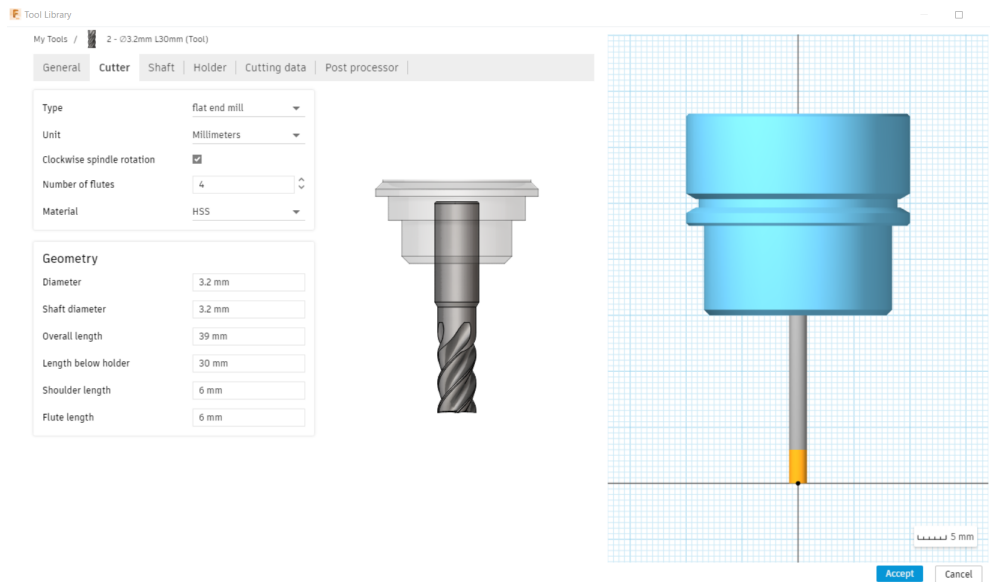 Tool Library
My Tools / 2 - Ø3.2mm L30mm (Tool)
General Cutter Shaft Holder Cutting data Post processor
Type flat end mill
Unit Millimeters
Clockwise spindle rotation
Number of flutes 4
Material HSS
Geometry
Diameter 3.2 mm
Shaft diameter 3.2 mm
Overall length 39 mm
Length below holder 30 mm
Shoulder length 6 mm
Flute length 6 mm
5 mm
Accept Cancel